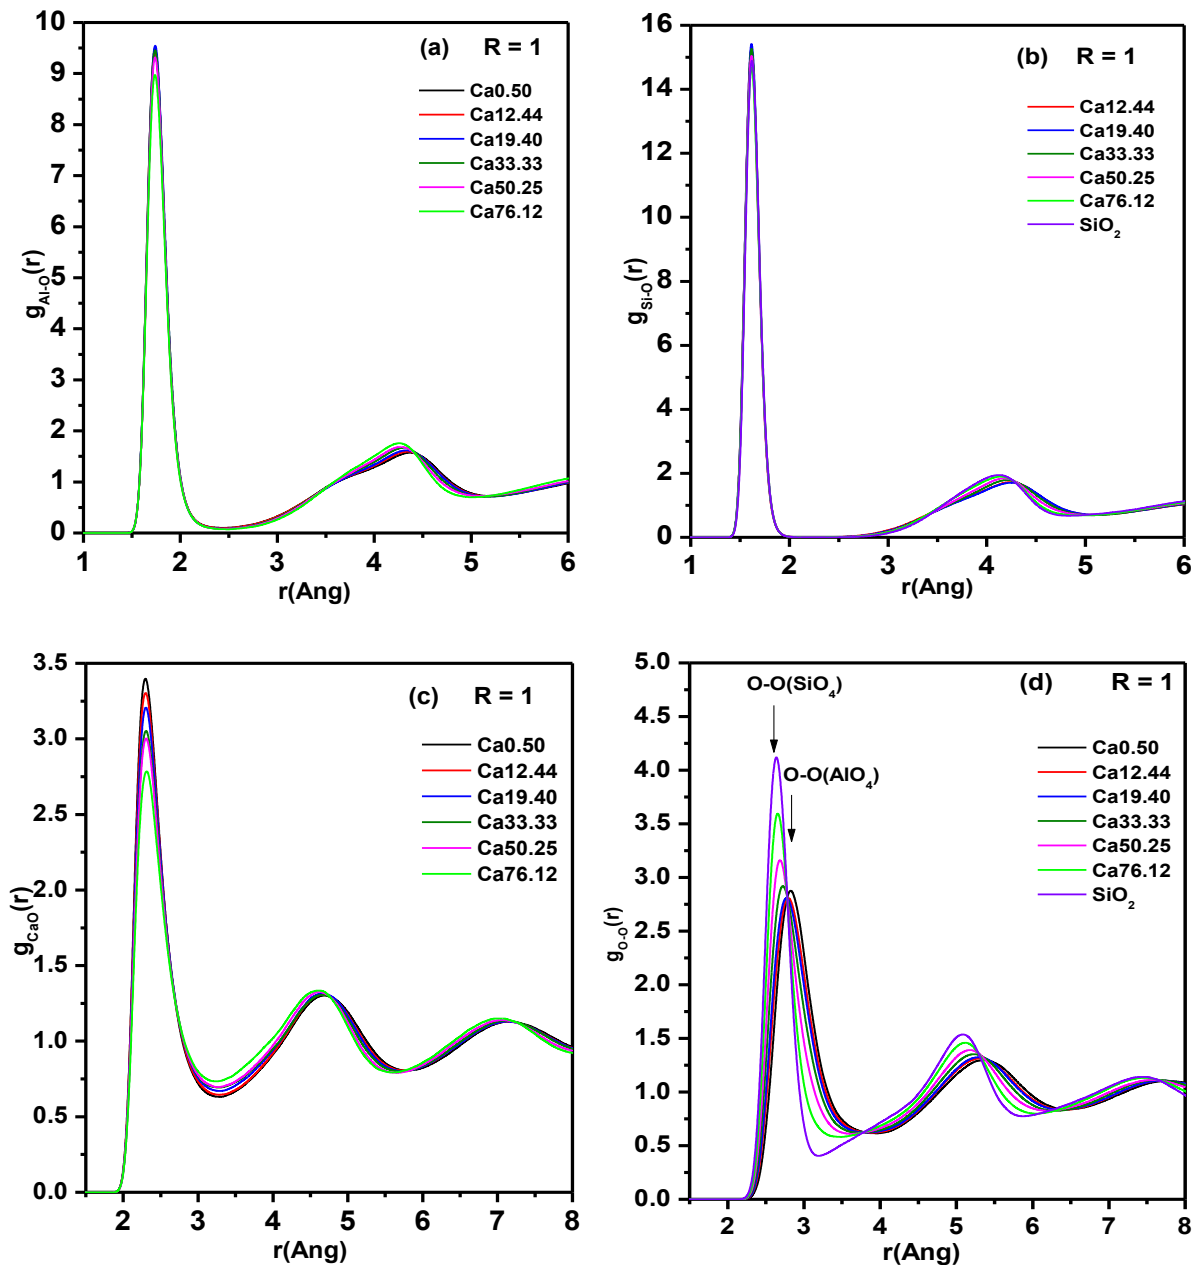 (a) R = 1
Ca0.50
Ca12.44
Ca19.40
Ca33.33
Ca50.25
Ca76.12
10
9
8
7
6
5
4
3
2
1
0
g_Al-O(r)
1 2 3 4 5 6
r(Ang)
(b) R = 1
Ca12.44
Ca19.40
Ca33.33
Ca50.25
Ca76.12
SiO₂
16
14
12
10
8
6
4
2
0
g_Si-O(r)
1 2 3 4 5 6
r(Ang)
(c) R = 1
Ca0.50
Ca12.44
Ca19.40
Ca33.33
Ca50.25
Ca76.12
3.5
3.0
2.5
2.0
1.5
1.0
0.5
0.0
g_CaO(r)
2 3 4 5 6 7 8
r(Ang)
(d) R = 1
O-O(SiO₄)
O-O(AlO₄)
Ca0.50
Ca12.44
Ca19.40
Ca33.33
Ca50.25
Ca76.12
SiO₂
5.0
4.5
4.0
3.5
3.0
2.5
2.0
1.5
1.0
0.5
0.0
g_O-O(r)
2 3 4 5 6 7 8
r(Ang)